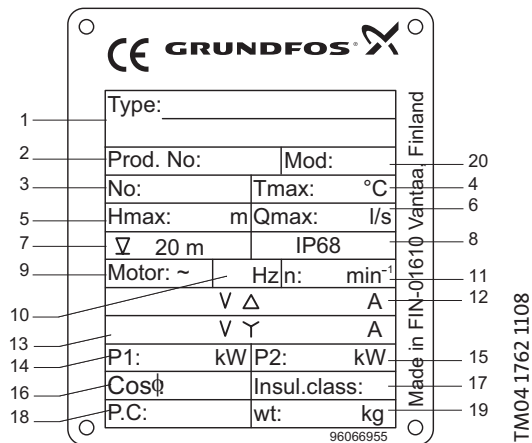 CE GRUNDFOS
1 Type:
2 Prod. No: Mod: 20
3 No: Tmax: °C 4
5 Hmax: m Qmax: l/s 6
7 ∇ 20 m IP68 8
9 Motor: ~ Hz n: min⁻¹ 11
10 V △ A 12
13 V Y A
14 P1: kW P2: kW 15
16 Cosϕ Insul.class: 17
18 P.C: wt: kg 19
96066955
Made in FIN-01610 Vantaa, Finland
TM04 1762 1108